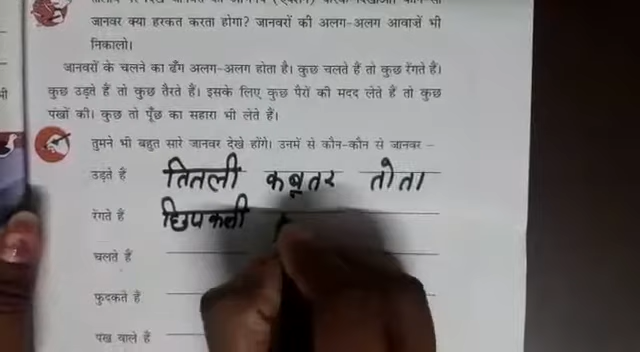 जानवर क्या हरकत करता होगा? जानवरों की अलग-अलग आवाज़ें भी
निकालो।
जानवरों के चलने का ढँग अलग-अलग होता है। कुछ चलते हैं तो कुछ रेंगते हैं।
कुछ उड़ते हैं तो कुछ तैरते हैं। इसके लिए कुछ पैरों की मदद लेते हैं तो कुछ
पंखों की। कुछ तो पूँछ का सहारा भी लेते हैं।
तुमने भी बहुत सारे जानवर देखे होंगे। उनमें से कौन-कौन से जानवर –
उड़ते हैं तितली कबूतर तोता
रेंगते हैं छिपकली
चलते हैं
फुदकते हैं
पंख वाले हैं